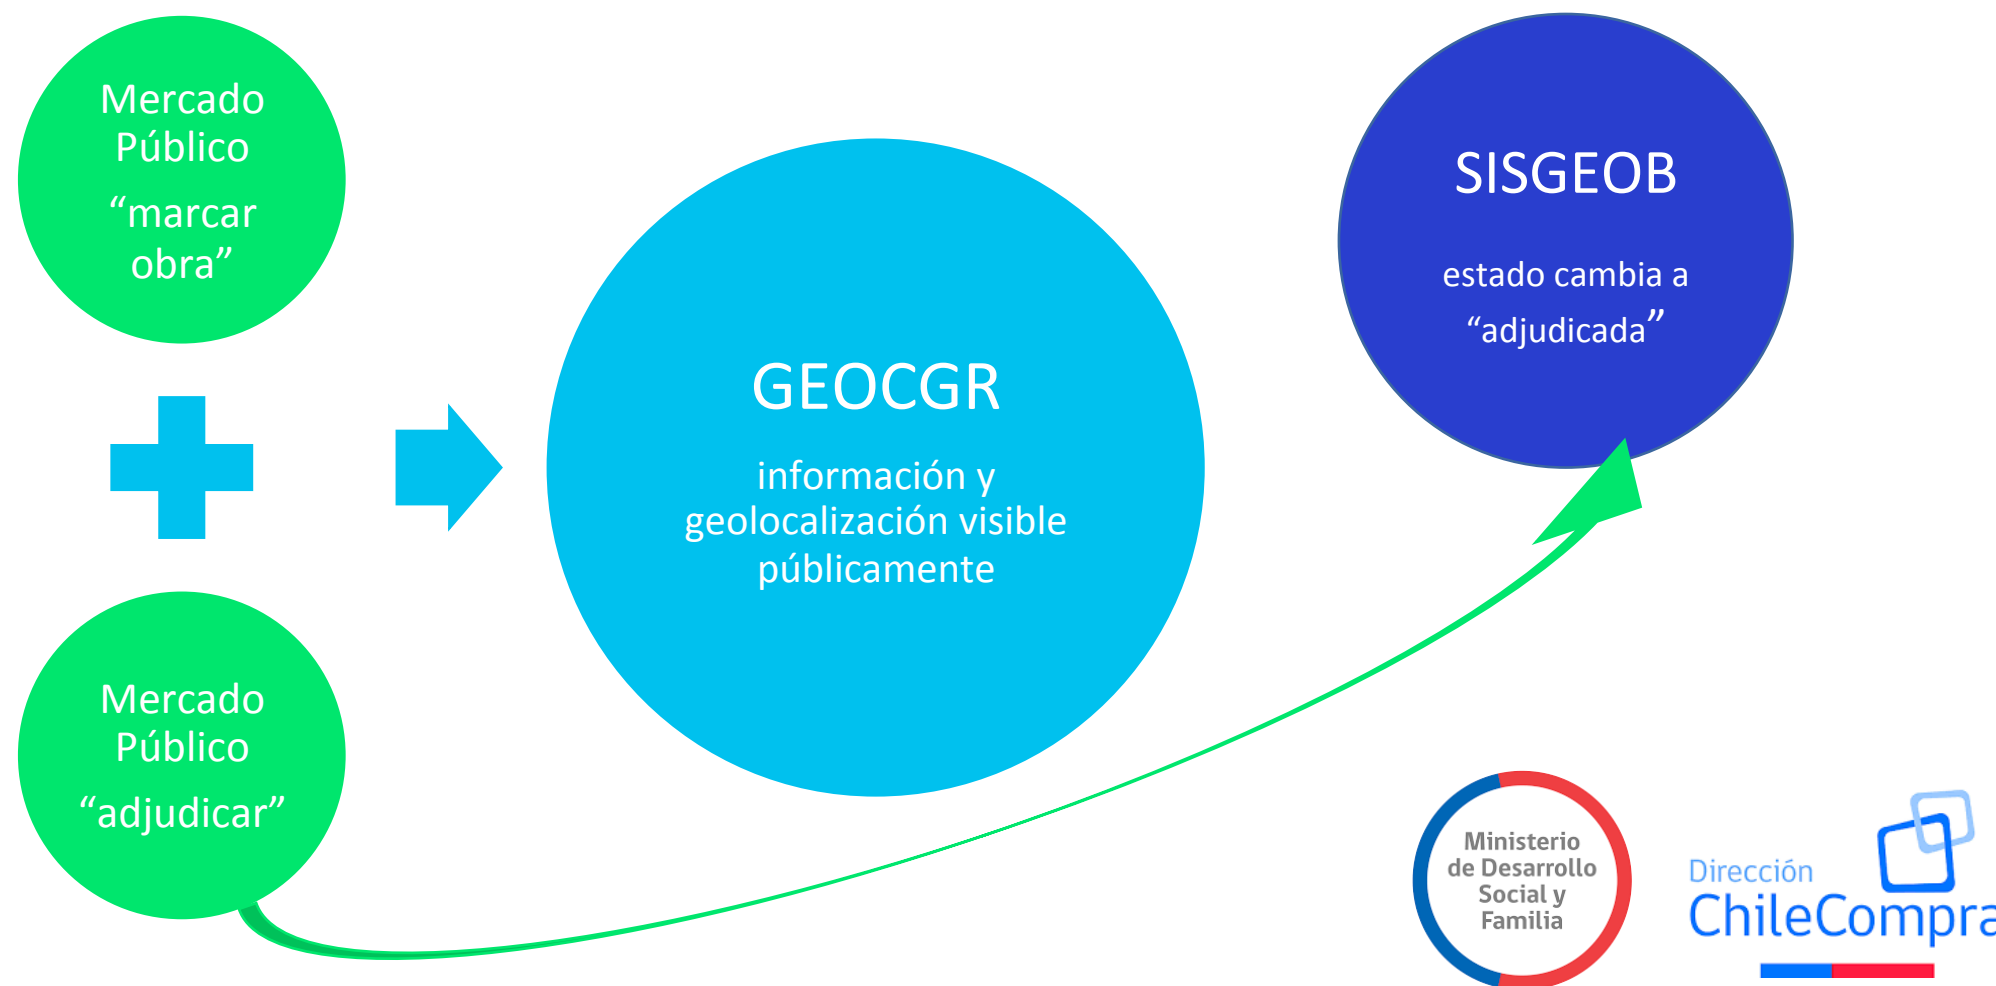 Mercado
Público
“marcar
obra”
Mercado
Público
“adjudicar”
GEOCGR
información y
geolocalización visible
públicamente
SISGEOB
estado cambia a
“adjudicada”
Ministerio
de Desarrollo
Social y
Familia
Dirección
ChileCompra